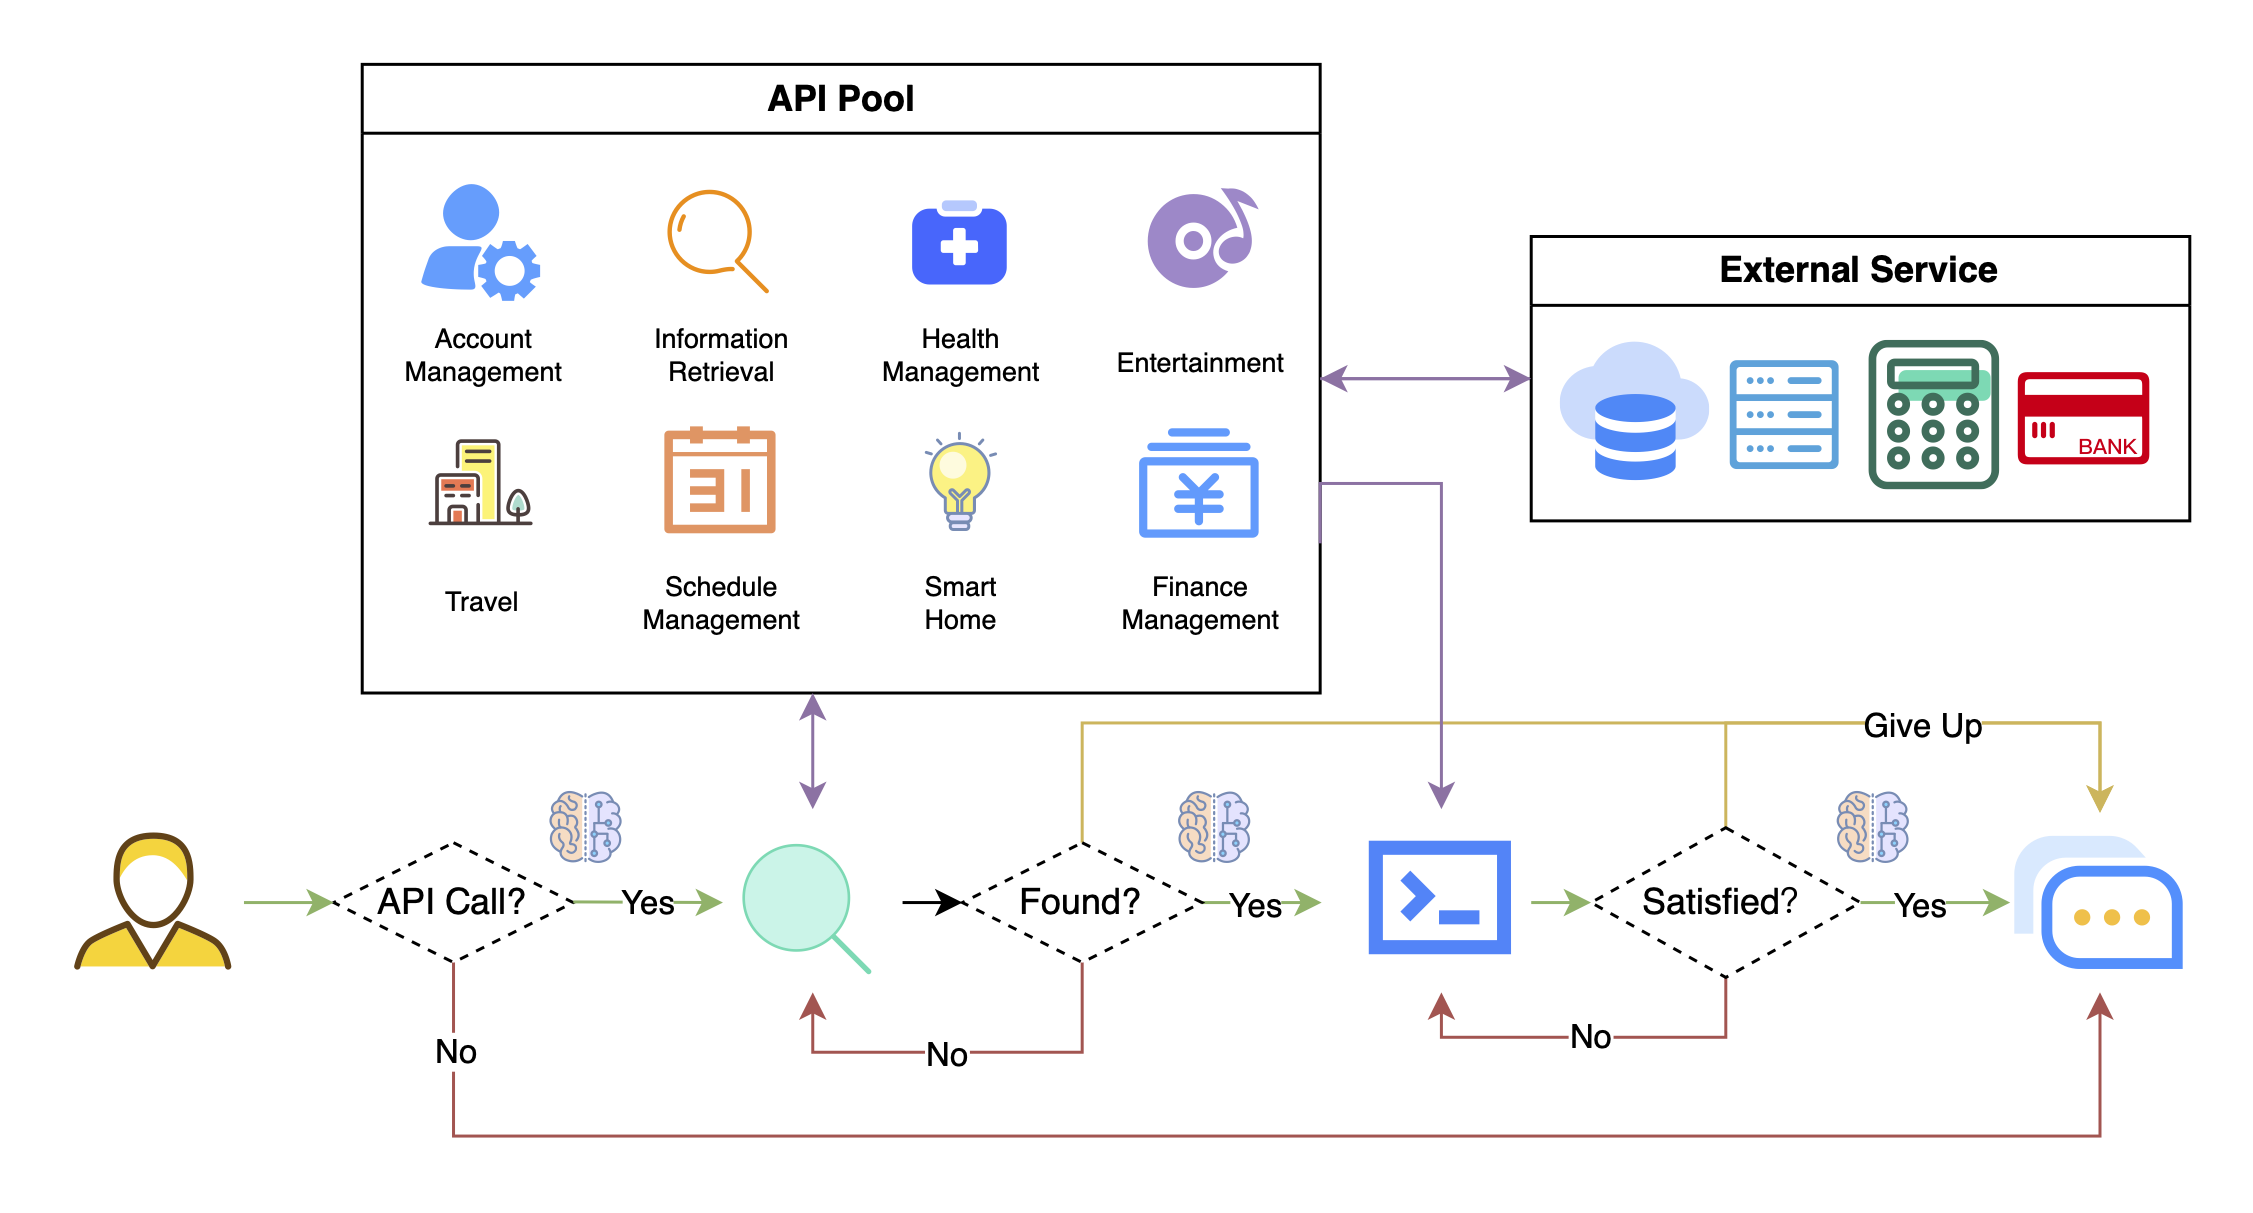 API Pool
Account
Management
Information
Retrieval
Health
Management
Entertainment
Travel
31
Schedule
Management
Smart
Home
¥
Finance
Management
External Service
BANK
Give Up
API Call?
Yes
Found?
Yes
>_
Satisfied?
Yes
No
No
No